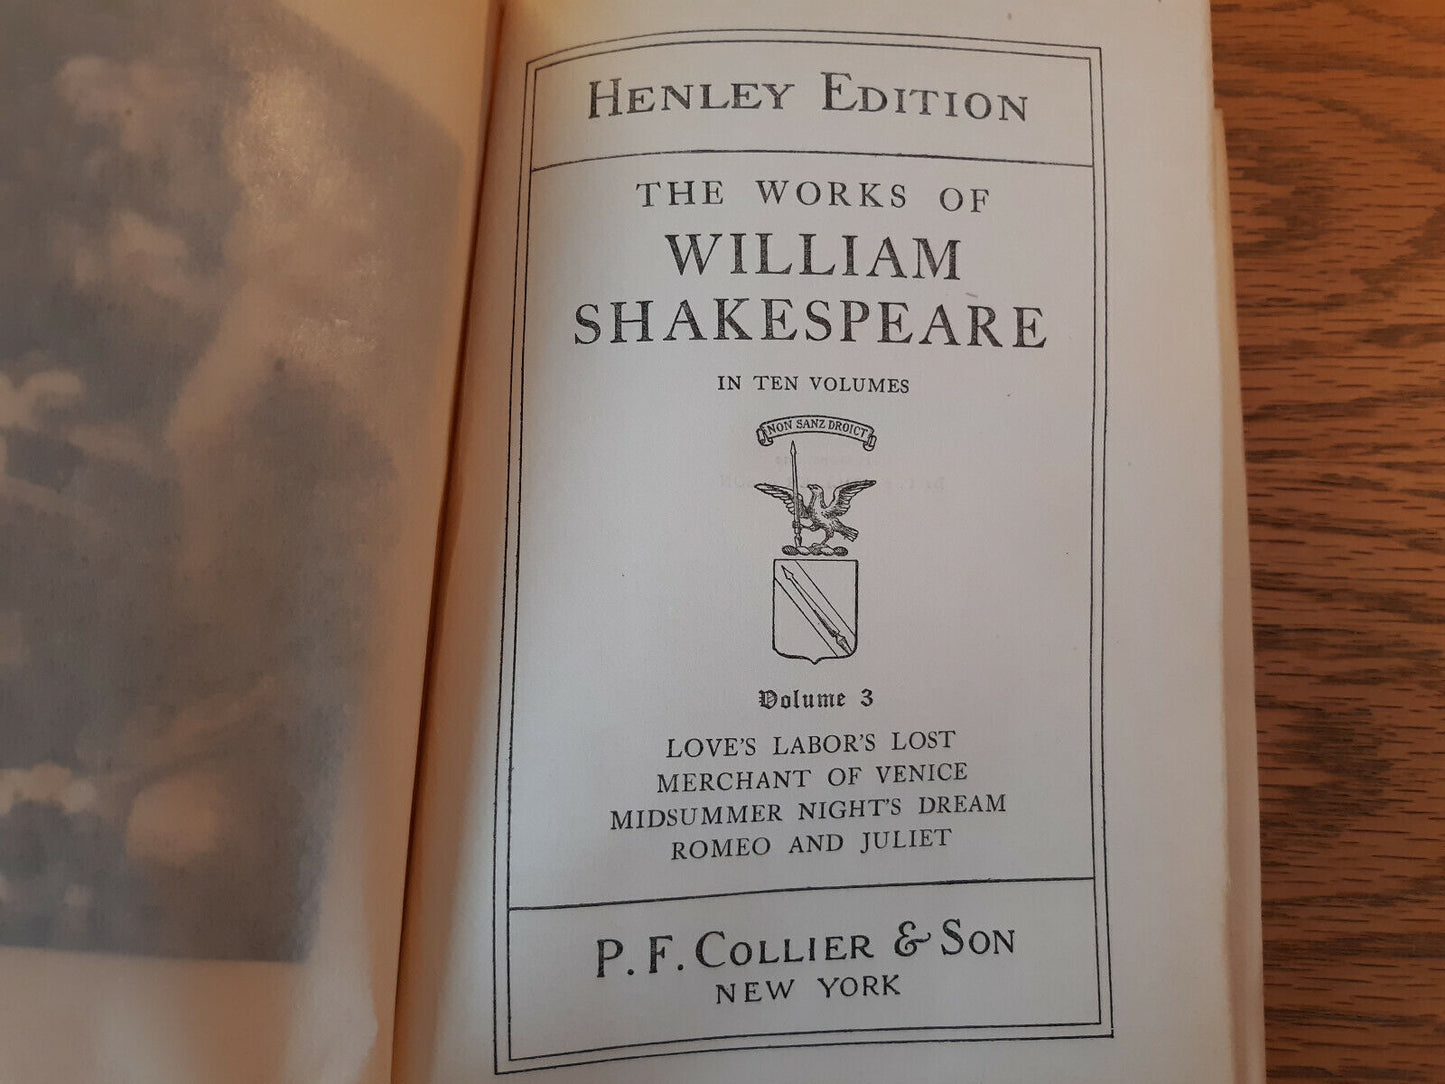 HENLEY EDITION
THE WORKS OF
WILLIAM
SHAKESPEARE
IN TEN VOLUMES
NON SANZ DROICT
Volume 3
LOVE'S LABOR'S LOST
MERCHANT OF VENICE
MIDSUMMER NIGHT'S DREAM
ROMEO AND JULIET
P. F. COLLIER & SON
NEW YORK